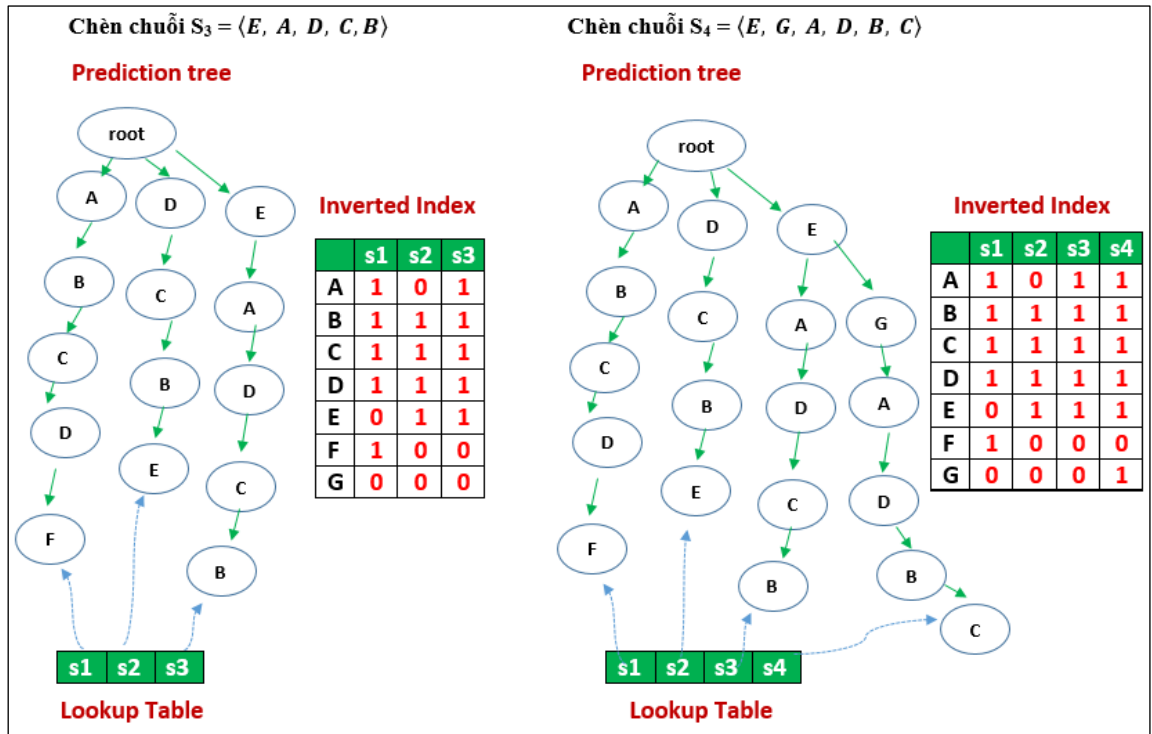 Chèn chuỗi S₃ = ⟨E, A, D, C, B⟩
Prediction tree
root
A
D
E
B
C
A
C
B
D
D
E
C
F
B
Inverted Index
s1 s2 s3
A 1 0 1
B 1 1 1
C 1 1 1
D 1 1 1
E 0 1 1
F 1 0 0
G 0 0 0
s1 s2 s3
Lookup Table
Chèn chuỗi S₄ = ⟨E, G, A, D, B, C⟩
Prediction tree
root
A
D
E
B
C
A
G
C
B
D
A
D
E
C
D
F
B
B
C
Inverted Index
s1 s2 s3 s4
A 1 0 1 1
B 1 1 1 1
C 1 1 1 1
D 1 1 1 1
E 0 1 1 1
F 1 0 0 0
G 0 0 0 1
s1 s2 s3 s4
Lookup Table